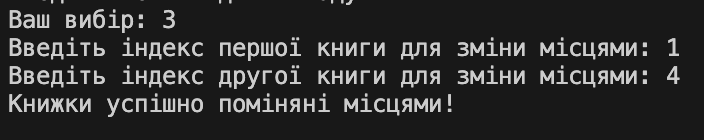 Ваш вибір: 3
Введіть індекс першої книги для зміни місцями: 1
Введіть індекс другої книги для зміни місцями: 4
Книжки успішно поміняні місцями!